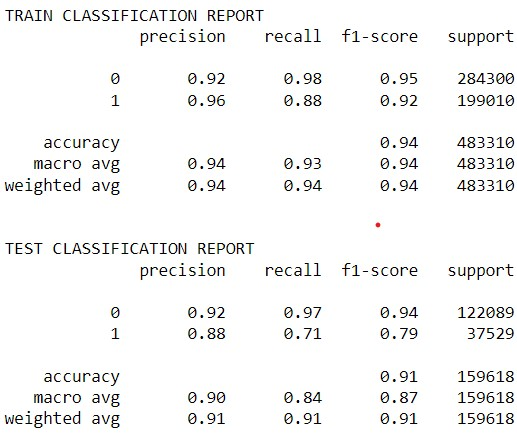 TRAIN CLASSIFICATION REPORT
precision recall f1-score support
0 0.92 0.98 0.95 284300
1 0.96 0.88 0.92 199010
accuracy 0.94 483310
macro avg 0.94 0.93 0.94 483310
weighted avg 0.94 0.94 0.94 483310
TEST CLASSIFICATION REPORT
precision recall f1-score support
0 0.92 0.97 0.94 122089
1 0.88 0.71 0.79 37529
accuracy 0.91 159618
macro avg 0.90 0.84 0.87 159618
weighted avg 0.91 0.91 0.91 159618